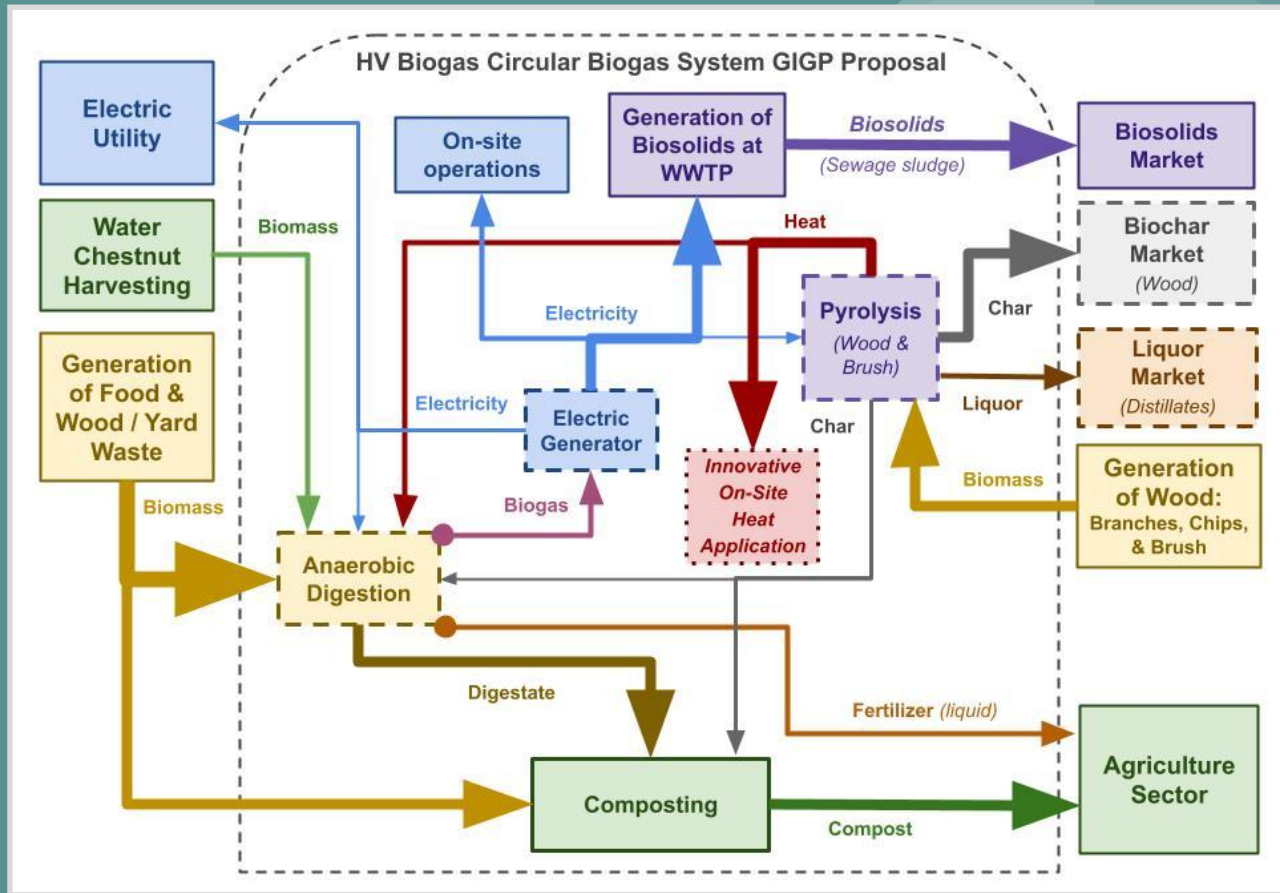 HV Biogas Circular Biogas System GIGP Proposal
Electric
Utility
On-site
operations
Generation of
Biosolids at
WWTP
Biosolids
(Sewage sludge)
Biosolids
Market
Water
Chestnut
Harvesting
Biomass
Heat
Biochar
Market
(Wood)
Char
Electricity
Pyrolysis
(Wood &
Brush)
Generation
of Food &
Wood / Yard
Waste
Liquor
Market
(Distillates)
Liquor
Electricity
Electric
Generator
Char
Innovative
On-Site
Heat
Application
Biomass
Generation
of Wood:
Branches, Chips,
& Brush
Biomass
Biogas
Anaerobic
Digestion
Digestate
Fertilizer (liquid)
Agriculture
Sector
Composting
Compost